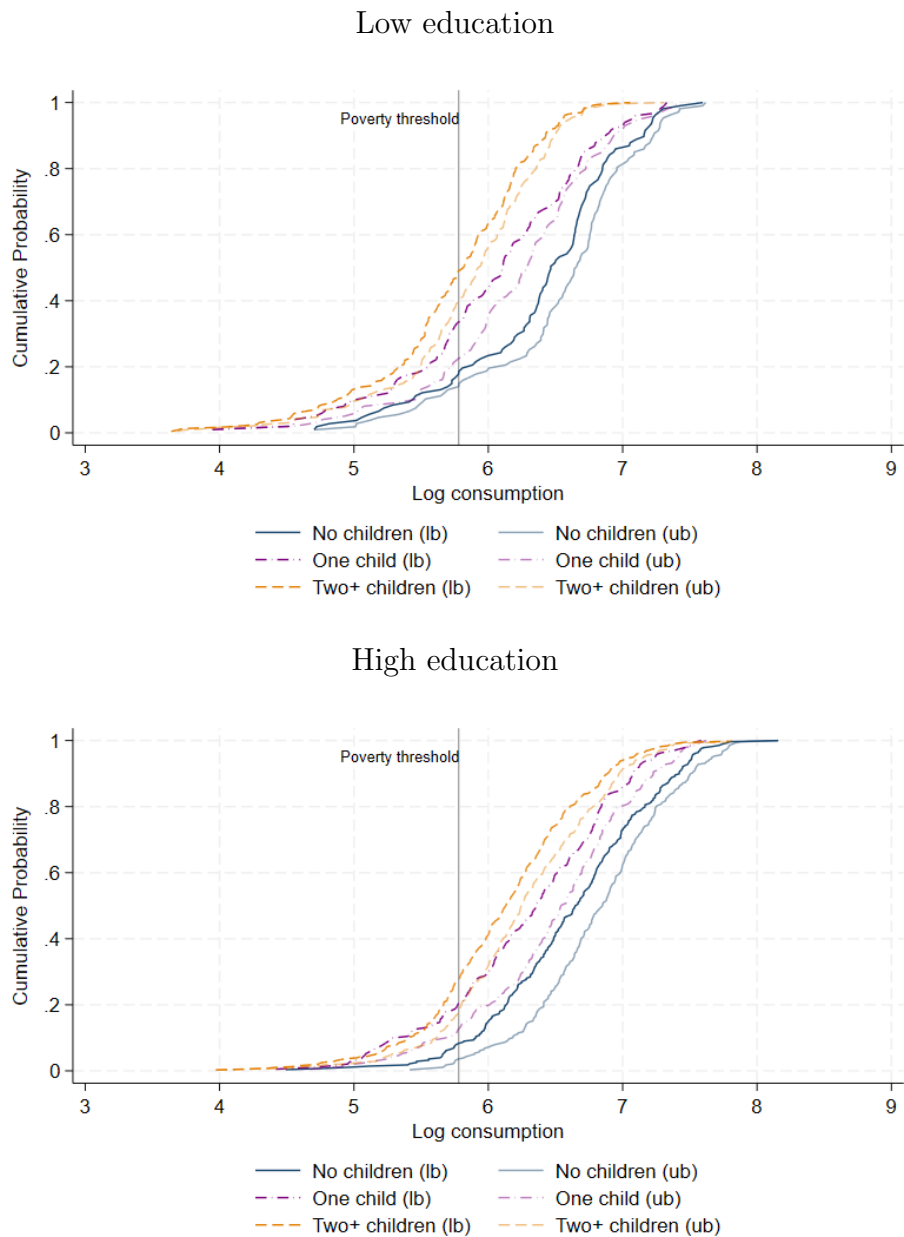 Low education
Poverty threshold
1
.8
.6
.4
.2
0
Cumulative Probability
3 4 5 6 7 8 9
Log consumption
No children (lb) No children (ub)
One child (lb) One child (ub)
Two+ children (lb) Two+ children (ub)
High education
Poverty threshold
1
.8
.6
.4
.2
0
Cumulative Probability
3 4 5 6 7 8 9
Log consumption
No children (lb) No children (ub)
One child (lb) One child (ub)
Two+ children (lb) Two+ children (ub)